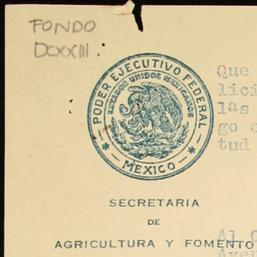 FONDO
DCXXIII.
PODER EJECUTIVO FEDERAL
ESTADOS UNIDOS MEXICANOS
MEXICO
Que
lici
las
go
tud
SECRETARIA
DE
AGRICULTURA Y FOMENTO
Al